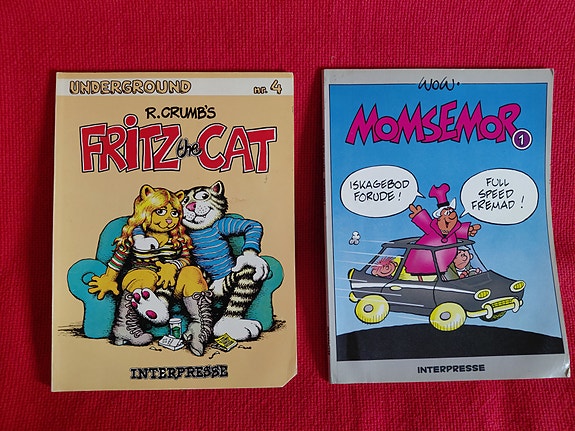 UNDERGROUND NR. 4
R. CRUMB'S
FRITZ the CAT
INTERPRESSE
WOW.
MOMSEMOR 1
ISKAGEBOD
FORUDE!
FULL
SPEED
FREMAD!
INTERPRESSE